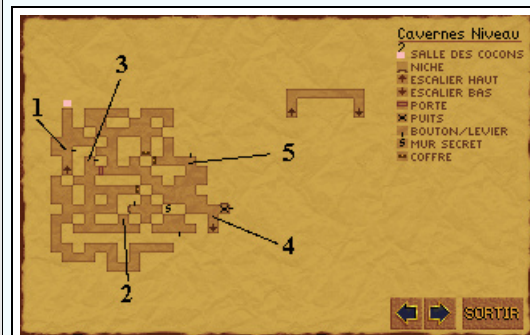 Cavernes Niveau
2
SALLE DES COCONS
NICHE
ESCALIER HAUT
ESCALIER BAS
PORTE
PUITS
BOUTON/LEVIER
S MUR SECRET
COFFRE
3
1
5
S
4
2
SORTIR